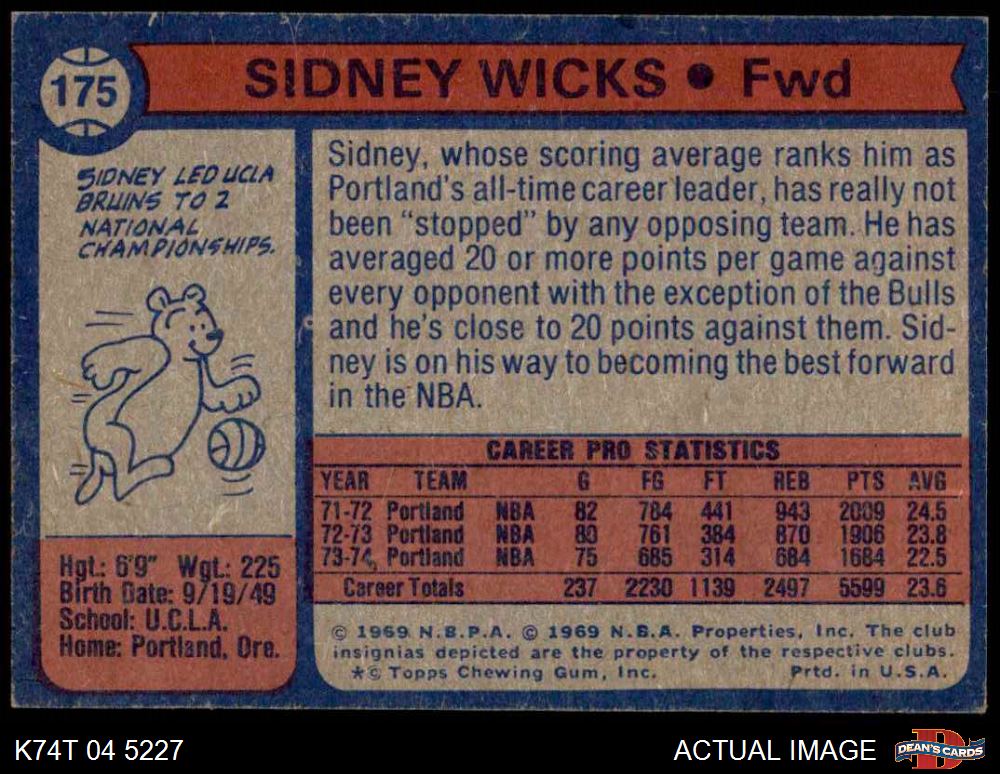 175
SIDNEY WICKS • Fwd
SIDNEY LED UCLA
BRUINS TO 2
NATIONAL
CHAMPIONSHIPS.
Sidney, whose scoring average ranks him as
Portland's all-time career leader, has really not
been "stopped" by any opposing team. He has
averaged 20 or more points per game against
every opponent with the exception of the Bulls
and he's close to 20 points against them. Sid-
ney is on his way to becoming the best forward
in the NBA.
Hgt.: 6'9" Wgt.: 225
Birth Date: 9/19/49
School: U.C.L.A.
Home: Portland, Ore.
CAREER PRO STATISTICS
YEAR TEAM G FG FT REB PTS AVG
71-72 Portland NBA 82 784 441 943 2009 24.5
72-73 Portland NBA 80 761 384 870 1906 23.8
73-74 Portland NBA 75 685 314 684 1684 22.5
Career Totals 237 2230 1139 2497 5599 23.6
© 1969 N.B.P.A. © 1969 N.B.A. Properties, Inc. The club
insignias depicted are the property of the respective clubs.
*© Topps Chewing Gum, Inc. Prtd. in U.S.A.
K74T 04 5227
ACTUAL IMAGE
D
DEAN'S CARDS